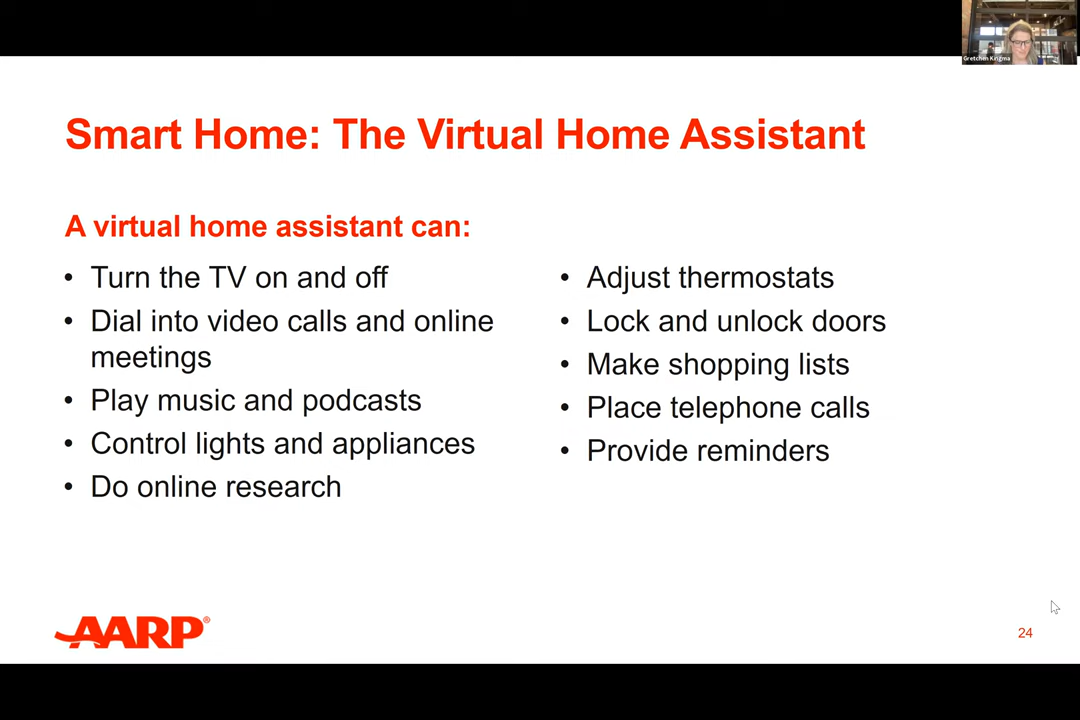 Gretchen Kingma
Smart Home: The Virtual Home Assistant
A virtual home assistant can:
• Turn the TV on and off
• Dial into video calls and online
meetings
• Play music and podcasts
• Control lights and appliances
• Do online research
• Adjust thermostats
• Lock and unlock doors
• Make shopping lists
• Place telephone calls
• Provide reminders
AARP®
24